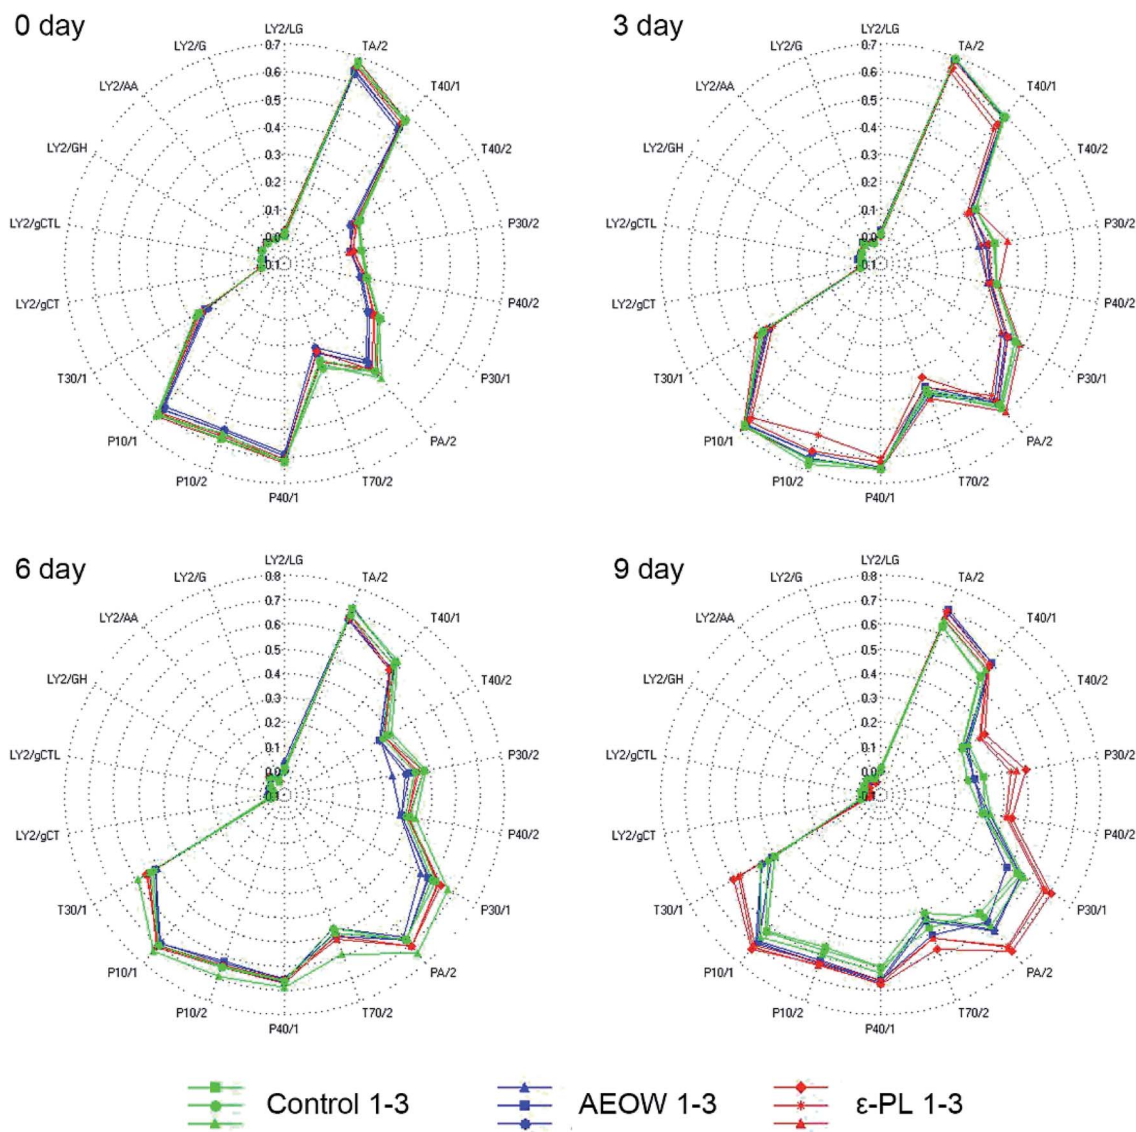 0 day
LY2/LG
TA/2
T40/1
T40/2
P30/2
P40/2
P30/1
PA/2
T70/2
P40/1
P10/2
P10/1
T30/1
LY2/gCT
LY2/gCTL
LY2/GH
LY2/AA
LY2/G
0.7
0.6
0.5
0.4
0.3
0.2
0.1
0.0
0.1
3 day
LY2/LG
TA/2
T40/1
T40/2
P30/2
P40/2
P30/1
PA/2
T70/2
P40/1
P10/2
P10/1
T30/1
LY2/gCT
LY2/gCTL
LY2/GH
LY2/AA
LY2/G
0.7
0.6
0.5
0.4
0.3
0.2
0.1
0.0
0.1
6 day
LY2/LG
TA/2
T40/1
T40/2
P30/2
P40/2
P30/1
PA/2
T70/2
P40/1
P10/2
P10/1
T30/1
LY2/gCT
LY2/gCTL
LY2/GH
LY2/AA
LY2/G
0.8
0.7
0.6
0.5
0.4
0.3
0.2
0.1
0.0
0.1
9 day
LY2/LG
TA/2
T40/1
T40/2
P30/2
P40/2
P30/1
PA/2
T70/2
P40/1
P10/2
P10/1
T30/1
LY2/gCT
LY2/gCTL
LY2/GH
LY2/AA
LY2/G
0.8
0.7
0.6
0.5
0.4
0.3
0.2
0.1
0.0
0.1
Control 1-3
AEOW 1-3
ε-PL 1-3